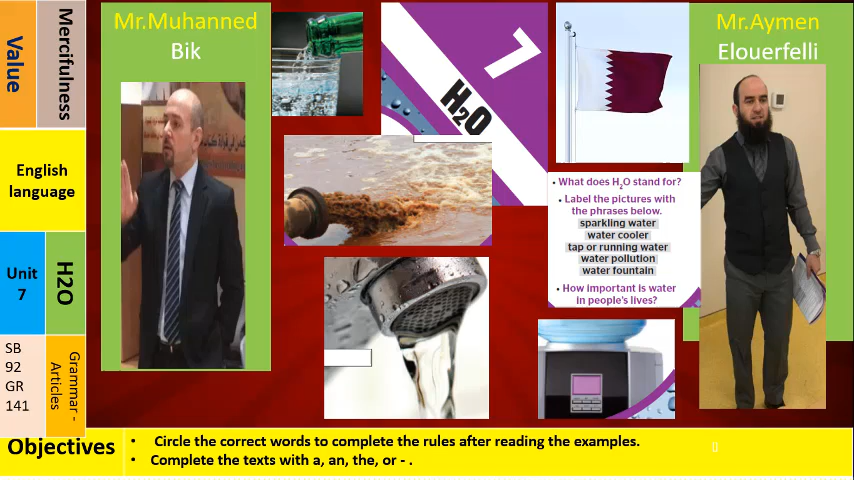 Value
Mercifulness
English
language
Unit
7
H2O
SB
92
GR
141
Grammar -
Articles
Mr.Muhanned
Bik
7
H₂O
Mr.Aymen
Elouerfelli
• What does H₂O stand for?
• Label the pictures with
the phrases below.
sparkling water
water cooler
tap or running water
water pollution
water fountain
• How important is water
in people's lives?
Objectives
• Circle the correct words to complete the rules after reading the examples.
• Complete the texts with a, an, the, or - .